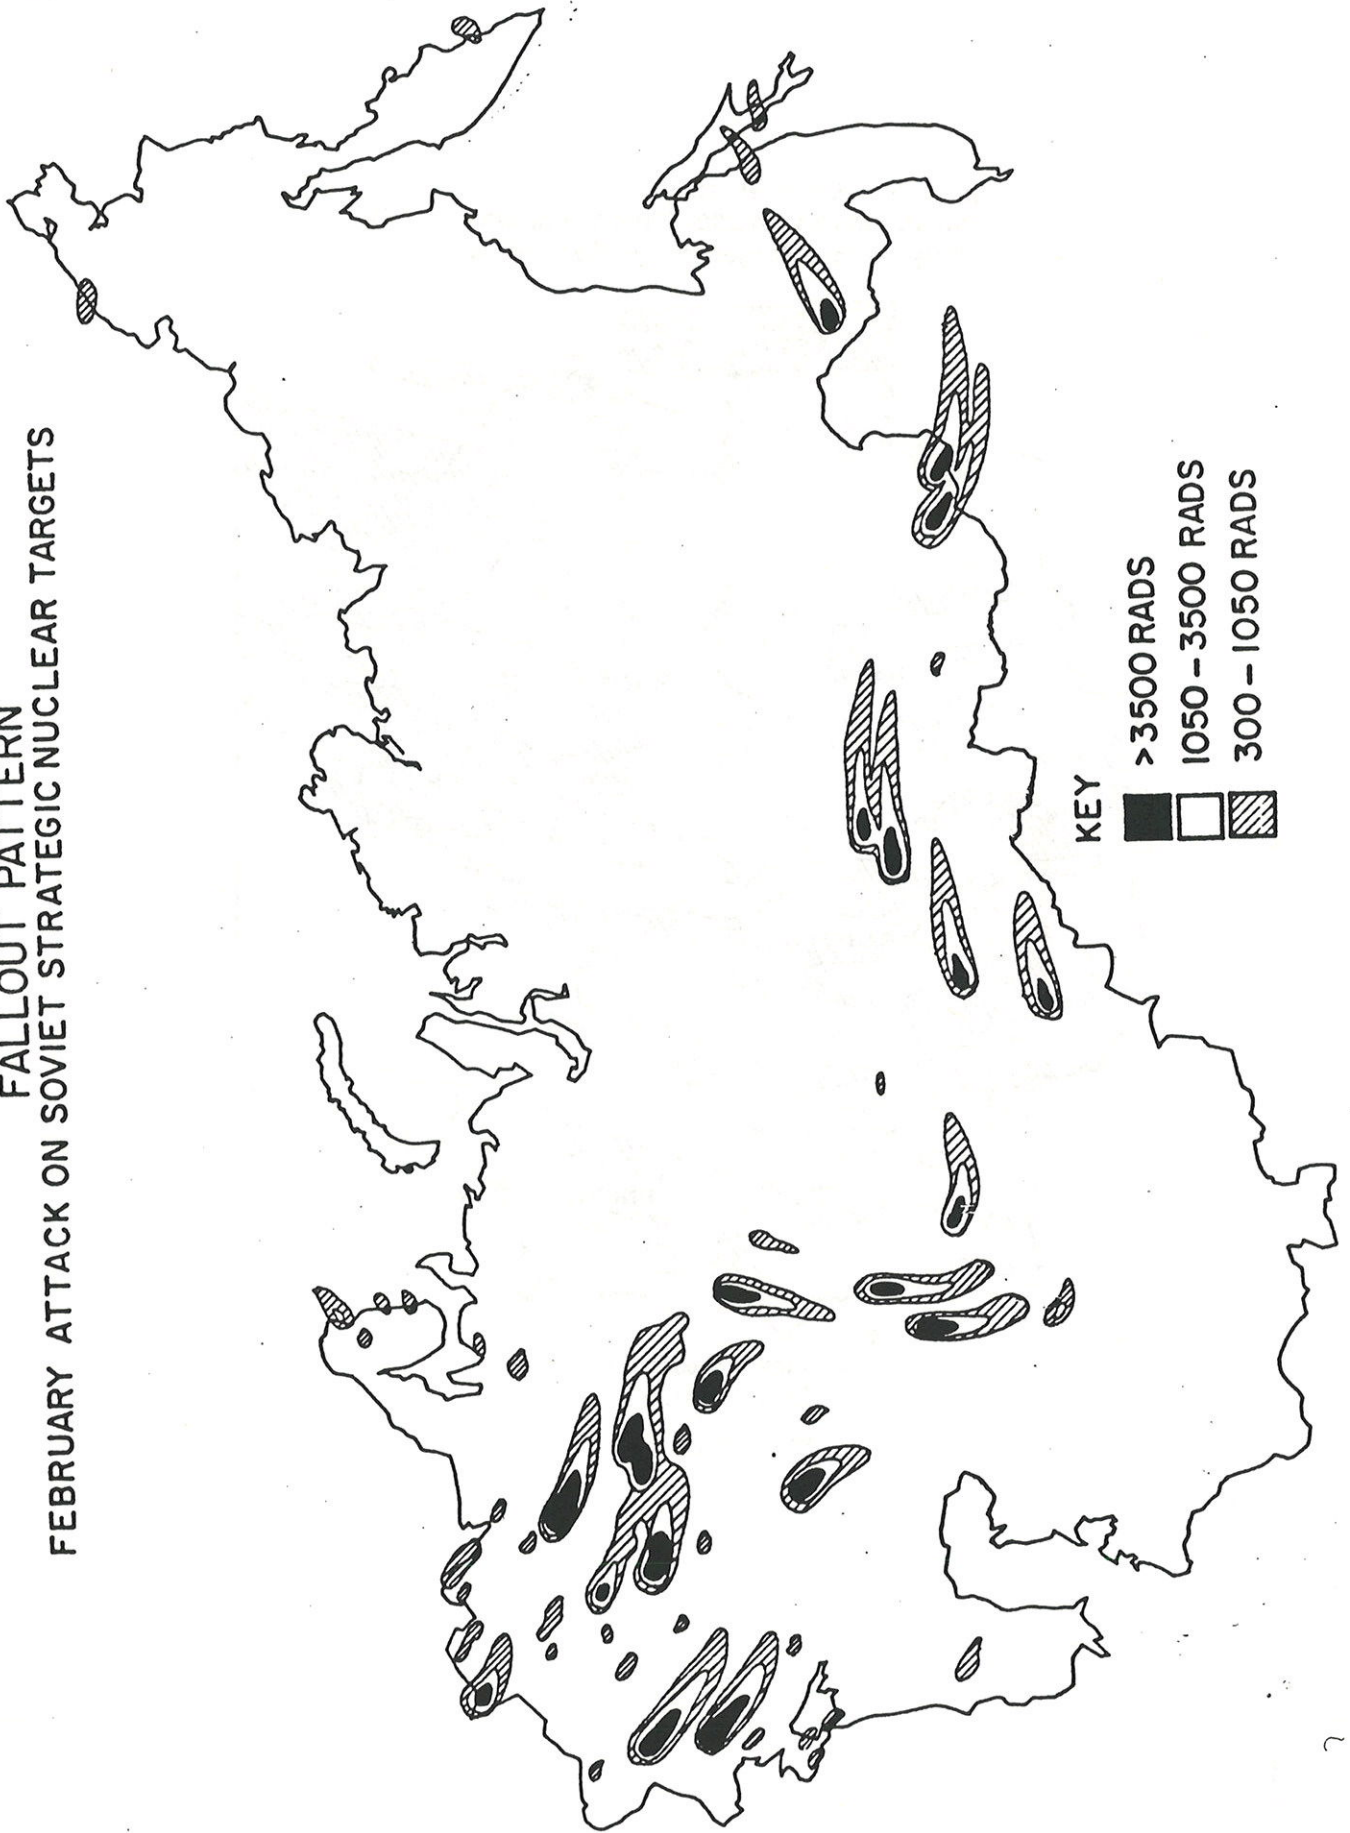 FALLOUT PATTERN
FEBRUARY ATTACK ON SOVIET STRATEGIC NUCLEAR TARGETS
KEY
>3500 RADS
1050-3500 RADS
300-1050 RADS